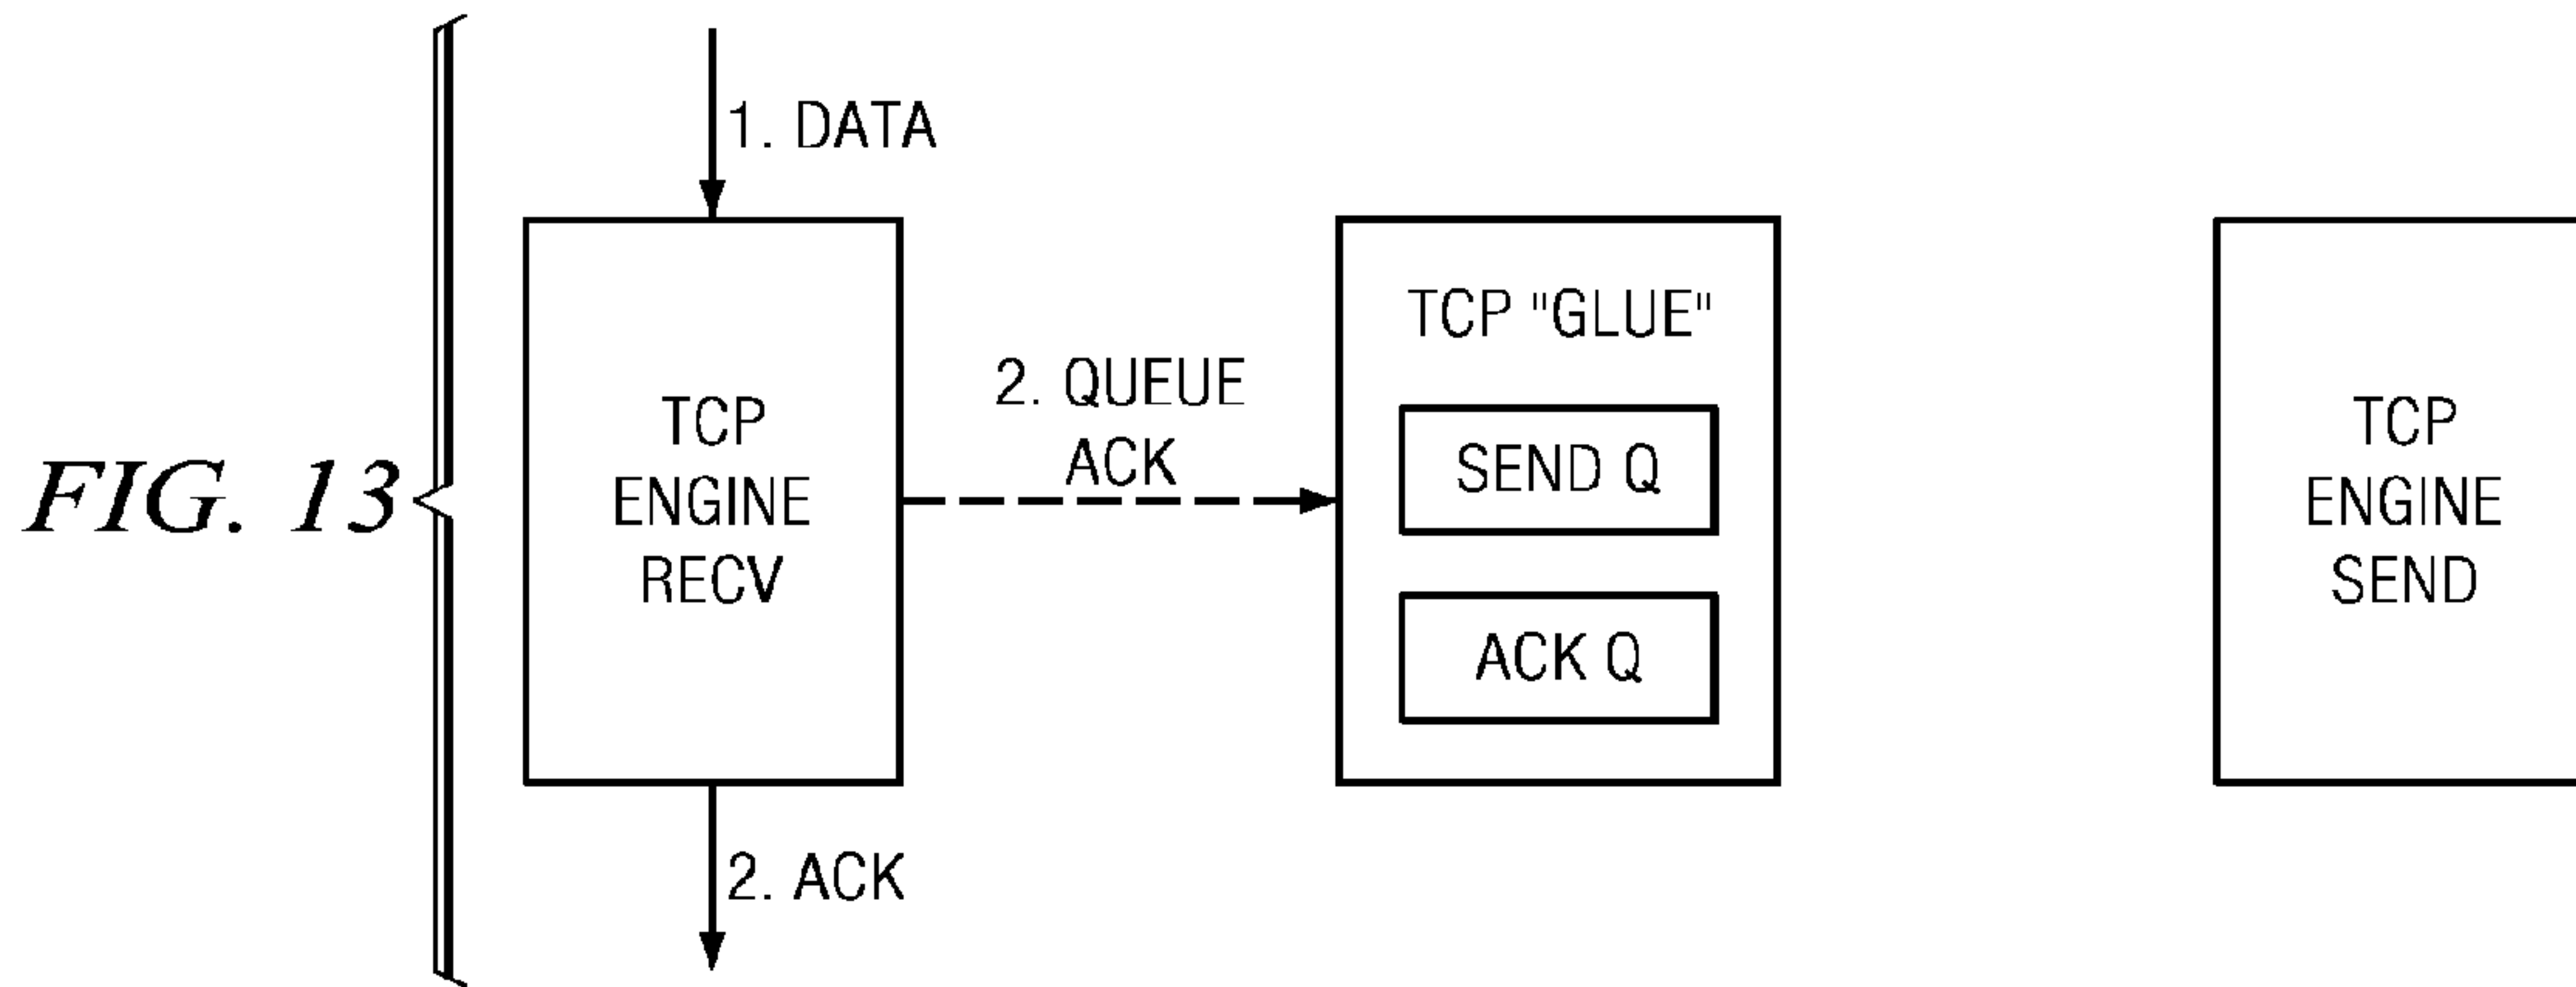 FIG. 13
1. DATA
TCP
ENGINE
RECV
2. ACK
2. QUEUE
ACK
TCP "GLUE"
SEND Q
ACK Q
TCP
ENGINE
SEND